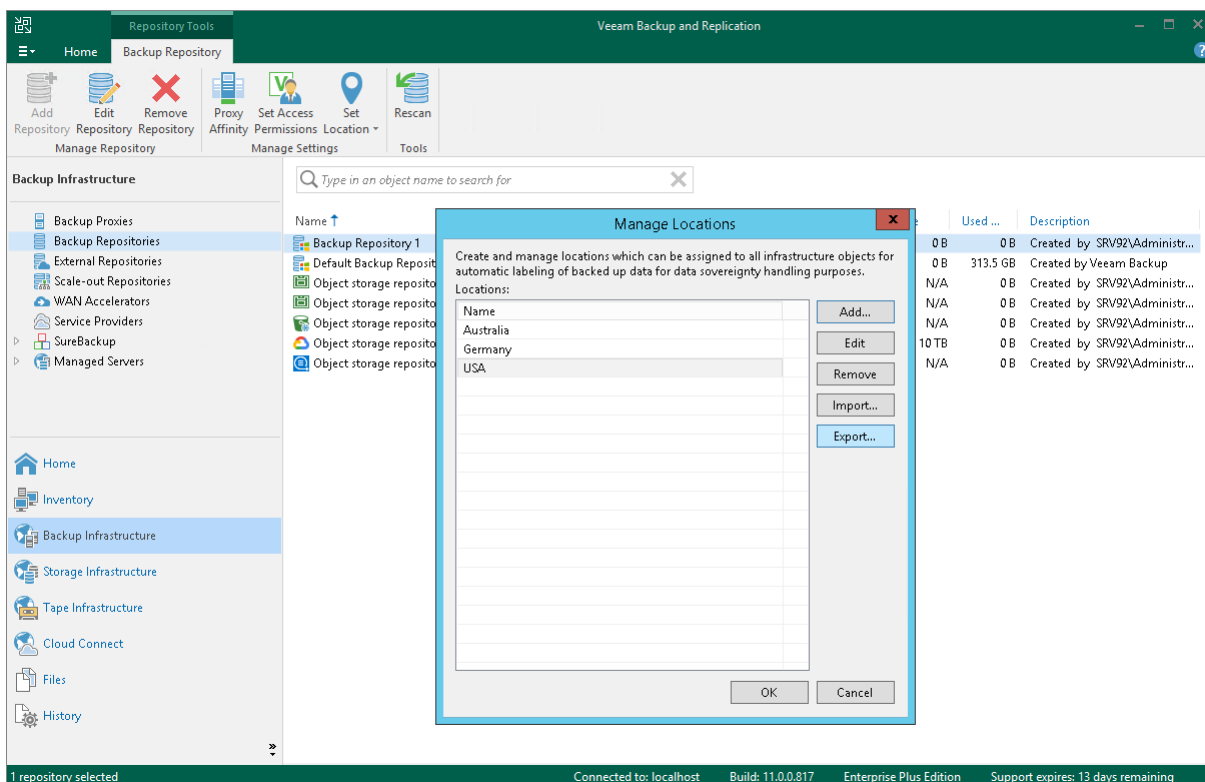 Repository Tools
Veeam Backup and Replication
Home
Backup Repository
Add Repository
Edit Repository
Remove Repository
Manage Repository
Proxy Affinity
Set Access Permissions
Set Location
Manage Settings
Rescan
Tools
Backup Infrastructure
Backup Proxies
Backup Repositories
External Repositories
Scale-out Repositories
WAN Accelerators
Service Providers
SureBackup
Managed Servers
Home
Inventory
Backup Infrastructure
Storage Infrastructure
Tape Infrastructure
Cloud Connect
Files
History
Type in an object name to search for
Name Used ... Description
Backup Repository 1 0 B 0 B Created by SRV92\Administr...
Default Backup Reposit 0 B 313.5 GB Created by Veeam Backup
Object storage reposito N/A 0 B Created by SRV92\Administr...
Object storage reposito N/A 0 B Created by SRV92\Administr...
Object storage reposito N/A 0 B Created by SRV92\Administr...
Object storage reposito 10 TB 0 B Created by SRV92\Administr...
Object storage reposito N/A 0 B Created by SRV92\Administr...
Manage Locations
Create and manage locations which can be assigned to all infrastructure objects for
automatic labeling of backed up data for data sovereignty handling purposes.
Locations:
Name
Australia
Germany
USA
Add...
Edit
Remove
Import...
Export...
OK
Cancel
1 repository selected
Connected to: localhost
Build: 11.0.0.817
Enterprise Plus Edition
Support expires: 13 days remaining